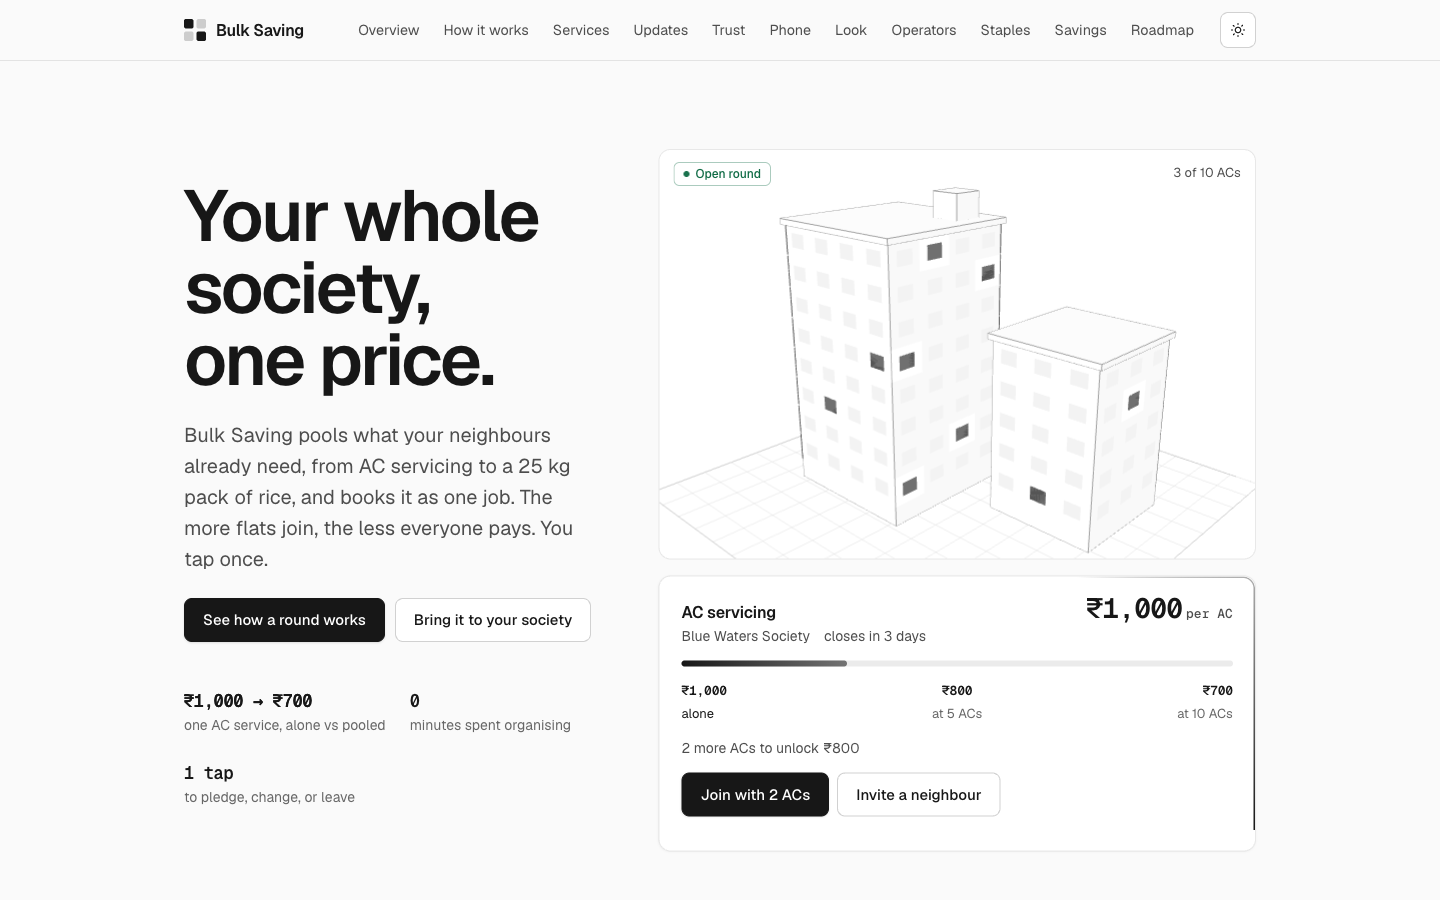 Bulk Saving
Overview
How it works
Services
Updates
Trust
Phone
Look
Operators
Staples
Savings
Roadmap
Your whole
society,
one price.
Bulk Saving pools what your neighbours
already need, from AC servicing to a 25 kg
pack of rice, and books it as one job. The
more flats join, the less everyone pays. You
tap once.
See how a round works
Bring it to your society
₹1,000 → ₹700
one AC service, alone vs pooled
0
minutes spent organising
1 tap
to pledge, change, or leave
Open round
3 of 10 ACs
AC servicing
₹1,000 per AC
Blue Waters Society
closes in 3 days
₹1,000
alone
₹800
at 5 ACs
₹700
at 10 ACs
2 more ACs to unlock ₹800
Join with 2 ACs
Invite a neighbour